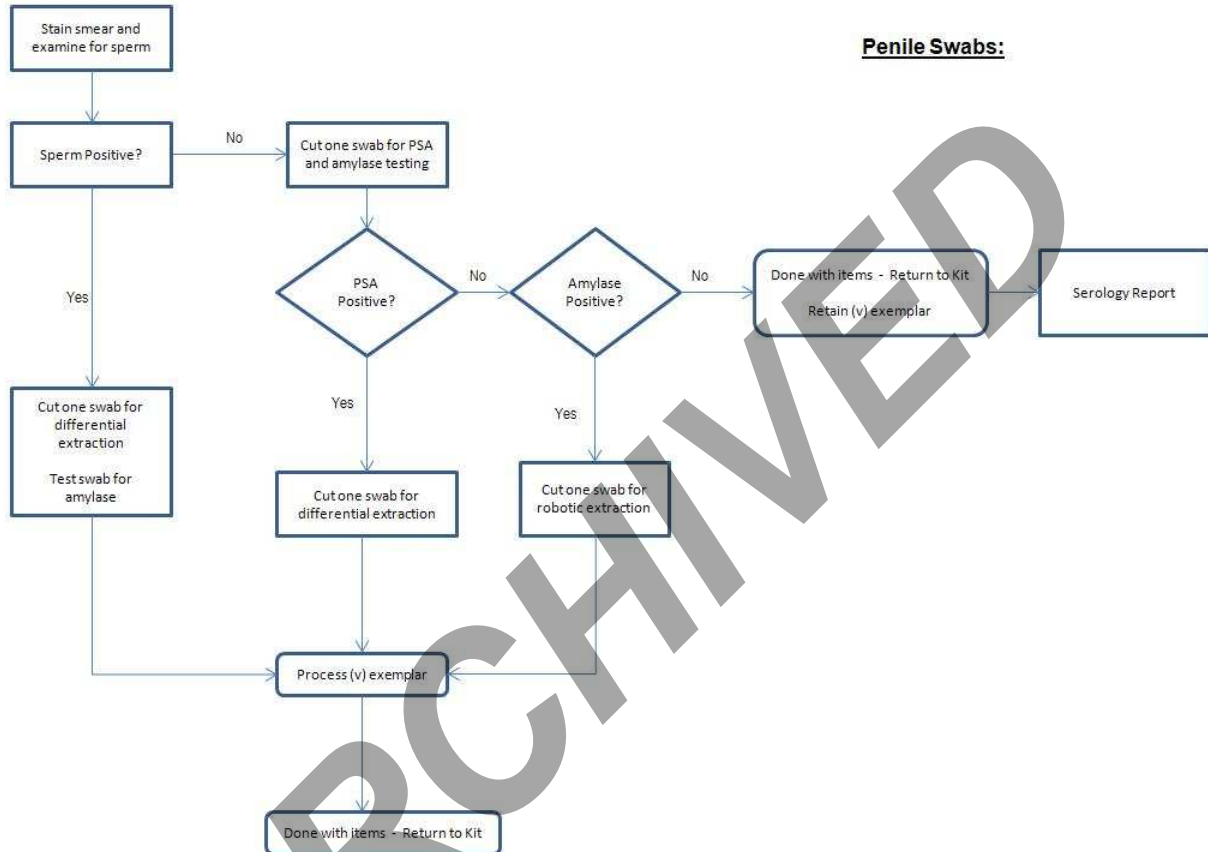 Stain smear and
examine for sperm
Penile Swabs:
Sperm Positive?
No
Cut one swab for PSA
and amylase testing
Yes
PSA
Positive?
No
Amylase
Positive?
No
Done with items - Return to Kit
Retain (v) exemplar
Serology Report
Cut one swab for
differential
extraction
Test swab for
amylase
Yes
Cut one swab for
differential extraction
Yes
Cut one swab for
robotic extraction
Process (v) exemplar
Done with items - Return to Kit
RCHIVED